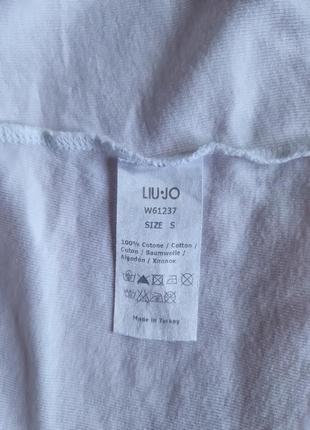 LIU·JO
W61237
SIZE S
100% Cotone / Cotton /
Coton / Baumwolle /
Algodón / Хлопок
Made in Turkey